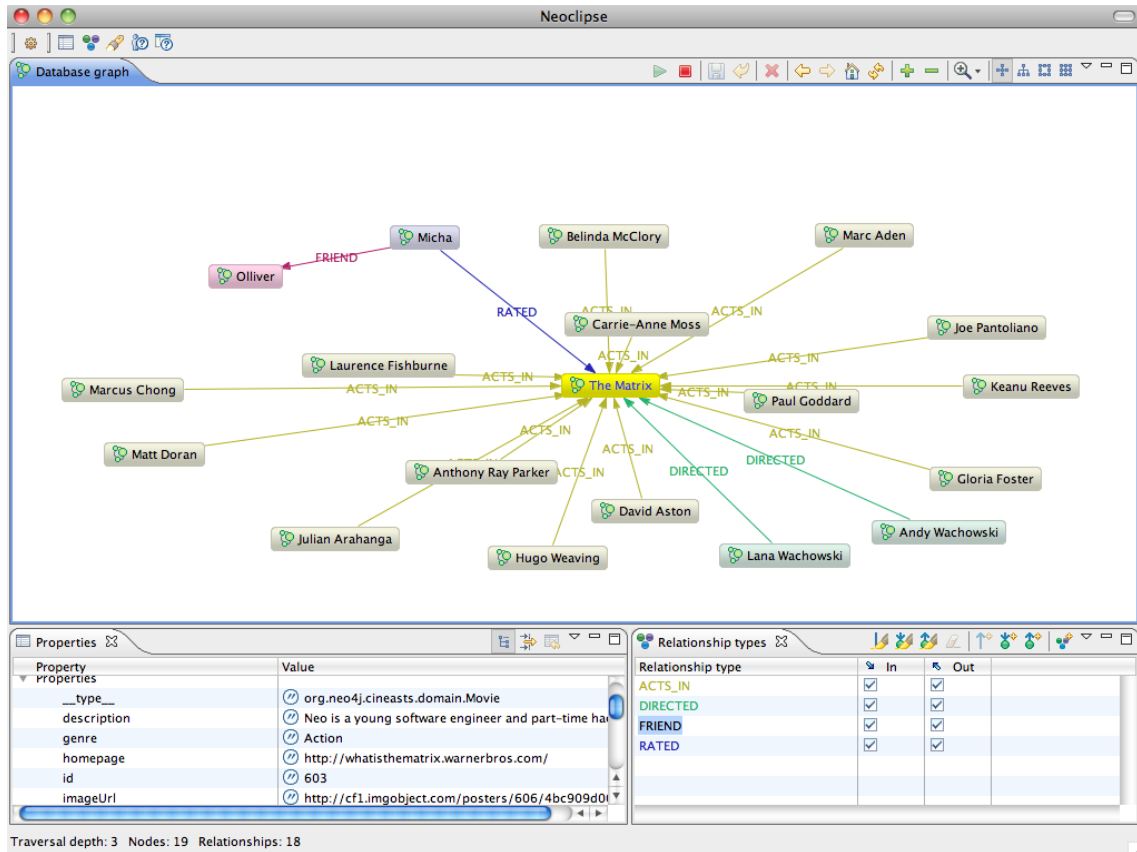 Neoclipse
Database graph
Micha
Belinda McClory
Marc Aden
FRIEND
Olliver
RATED
ACTS_IN
ACTS_IN
Carrie-Anne Moss
Joe Pantoliano
ACTS_IN
ACTS_IN
Laurence Fishburne
ACTS_IN
The Matrix
Marcus Chong
ACTS_IN
ACTS_IN
ACTS_IN
Keanu Reeves
Paul Goddard
ACTS_IN
ACTS_IN
ACTS_IN
ACTS_IN
Matt Doran
ACTS_IN
DIRECTED
Anthony Ray Parker
ACTS_IN
DIRECTED
Gloria Foster
David Aston
Julian Arahanga
Andy Wachowski
Hugo Weaving
Lana Wachowski
Properties
Property Value
Properties
__type__ org.neo4j.cineasts.domain.Movie
description Neo is a young software engineer and part-time
genre Action
homepage http://whatisthematrix.warnerbros.com/
id 603
imageUrl http://cf1.imgobject.com/posters/606/4bc909d0
Relationship types
Relationship type In Out
ACTS_IN
DIRECTED
FRIEND
RATED
Traversal depth: 3 Nodes: 19 Relationships: 18